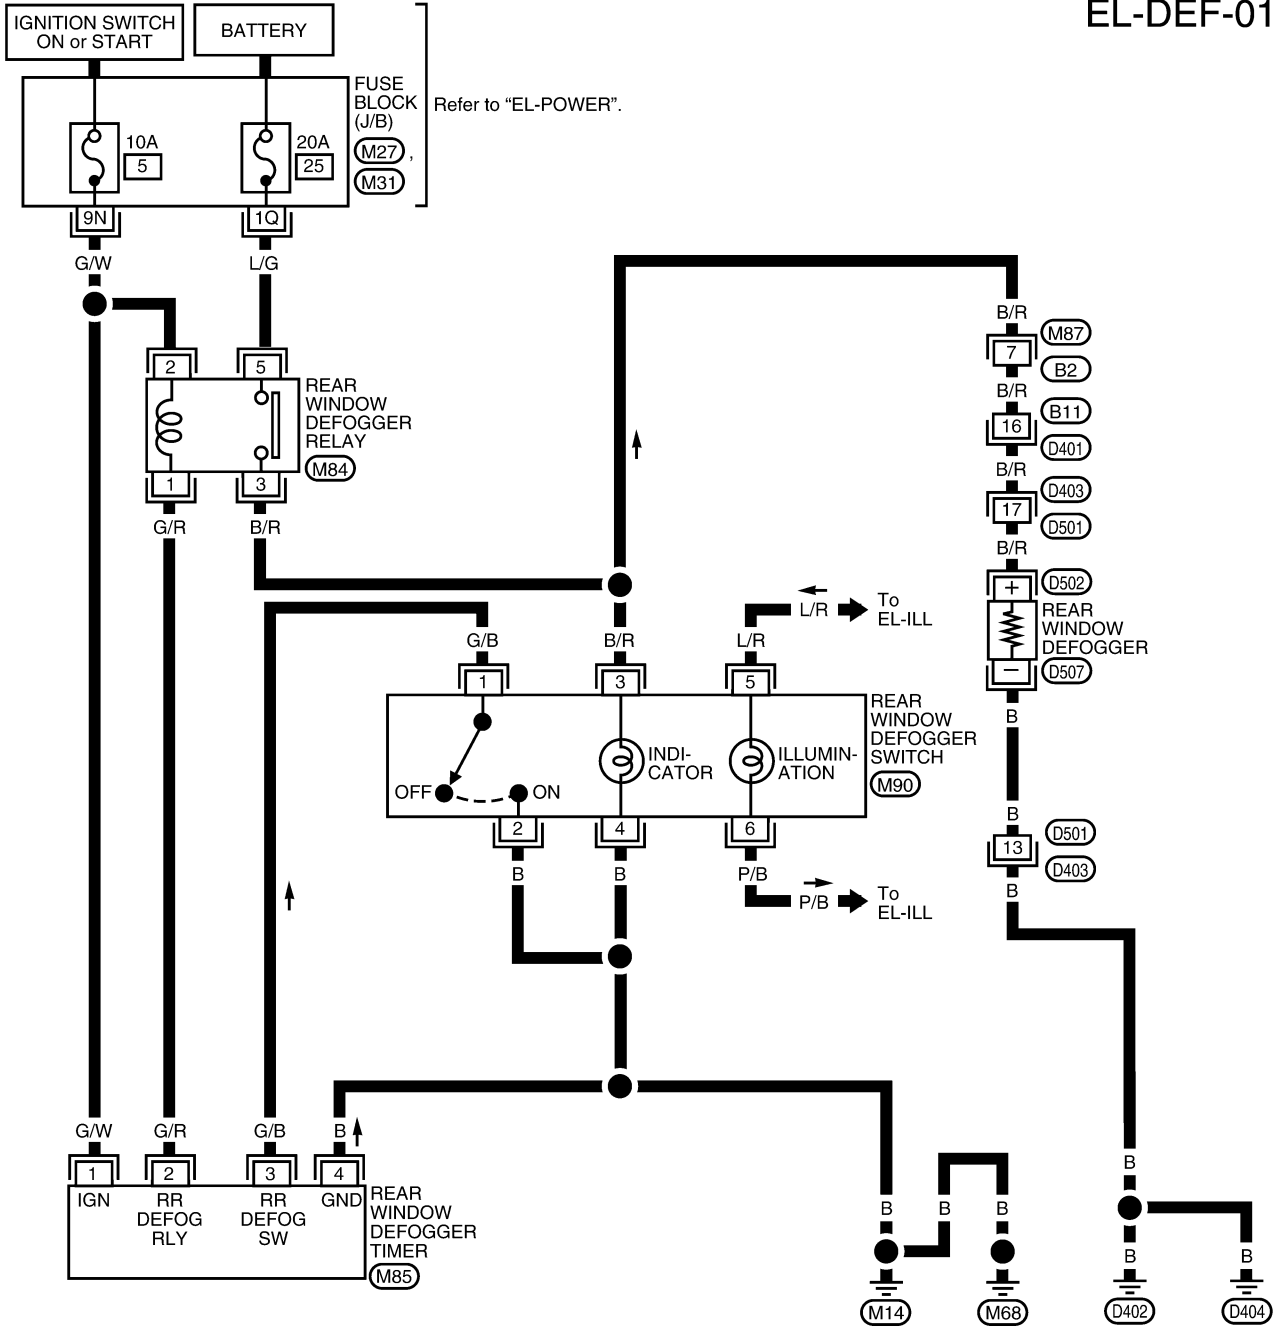 EL-DEF-01
IGNITION SWITCH
ON or START
BATTERY
FUSE
BLOCK
(J/B)
M27 ,
M31
Refer to “EL-POWER”.
10A
5
20A
25
9N
1Q
G/W
L/G
2
5
REAR
WINDOW
DEFOGGER
RELAY
M84
1
3
G/R
B/R
B/R
7
M87
B2
B/R
16
B11
D401
B/R
17
D403
D501
B/R
+
D502
REAR
WINDOW
DEFOGGER
−
D507
B
B
13
D501
D403
B
G/B
B/R
L/R
L/R
To
EL-ILL
1
3
5
REAR
WINDOW
DEFOGGER
SWITCH
M90
INDI-
CATOR
ILLUMIN-
ATION
OFF
ON
2
4
6
B
B
P/B
P/B
To
EL-ILL
G/W
G/R
G/B
B
1
2
3
4
IGN
RR
DEFOG
RLY
RR
DEFOG
SW
GND
REAR
WINDOW
DEFOGGER
TIMER
M85
B
B
B
M14
M68
B
B
B
D402
D404